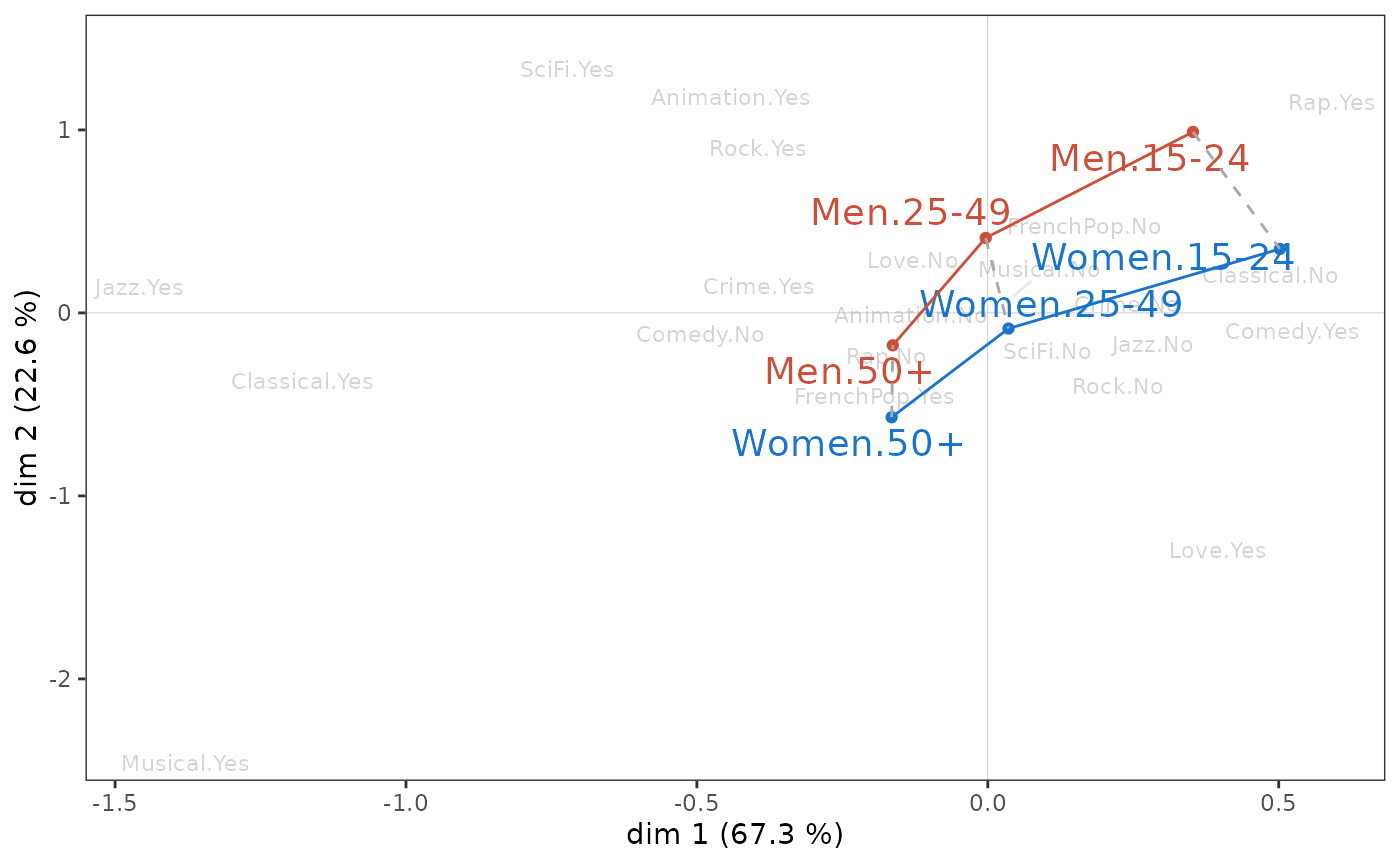 SciFi.Yes
Animation.Yes
Rap.Yes
1
Rock.Yes
Men.15-24
Men.25-49
FrenchPop.No
Women.15-24
Love.No
Musical.No
Classical.No
Jazz.Yes
Crime.Yes
Women.25-49
Crime.No
0
Animation.No
Comedy.No
Comedy.Yes
Rap.No
SciFi.No
Jazz.No
Men.50+
Classical.Yes
Rock.No
FrenchPop.Yes
Women.50+
-1
Love.Yes
-2
Musical.Yes
-1.5
-1.0
-0.5
0.0
0.5
dim 1 (67.3 %)
dim 2 (22.6 %)